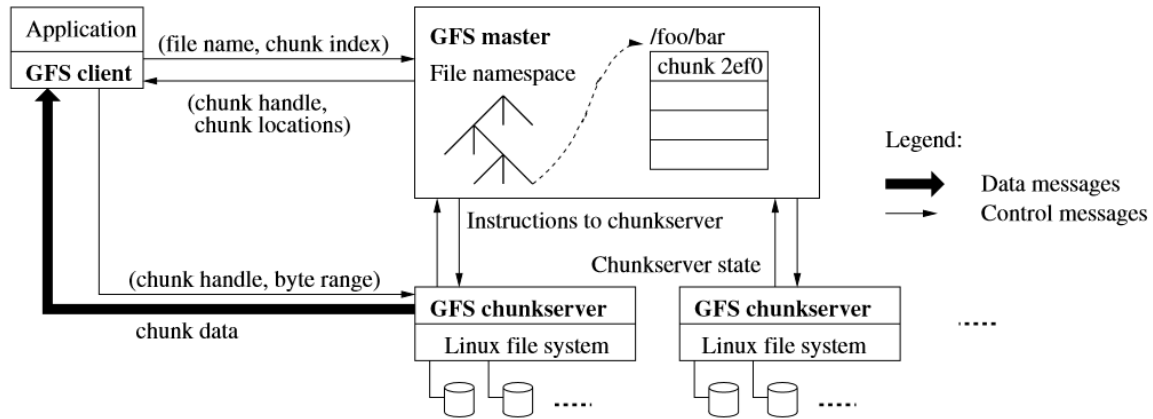 Application
GFS client
(file name, chunk index)
(chunk handle,
chunk locations)
GFS master
File namespace
/foo/bar
chunk 2ef0
Legend:
Data messages
Control messages
Instructions to chunkserver
Chunkserver state
(chunk handle, byte range)
chunk data
GFS chunkserver
Linux file system
GFS chunkserver
Linux file system